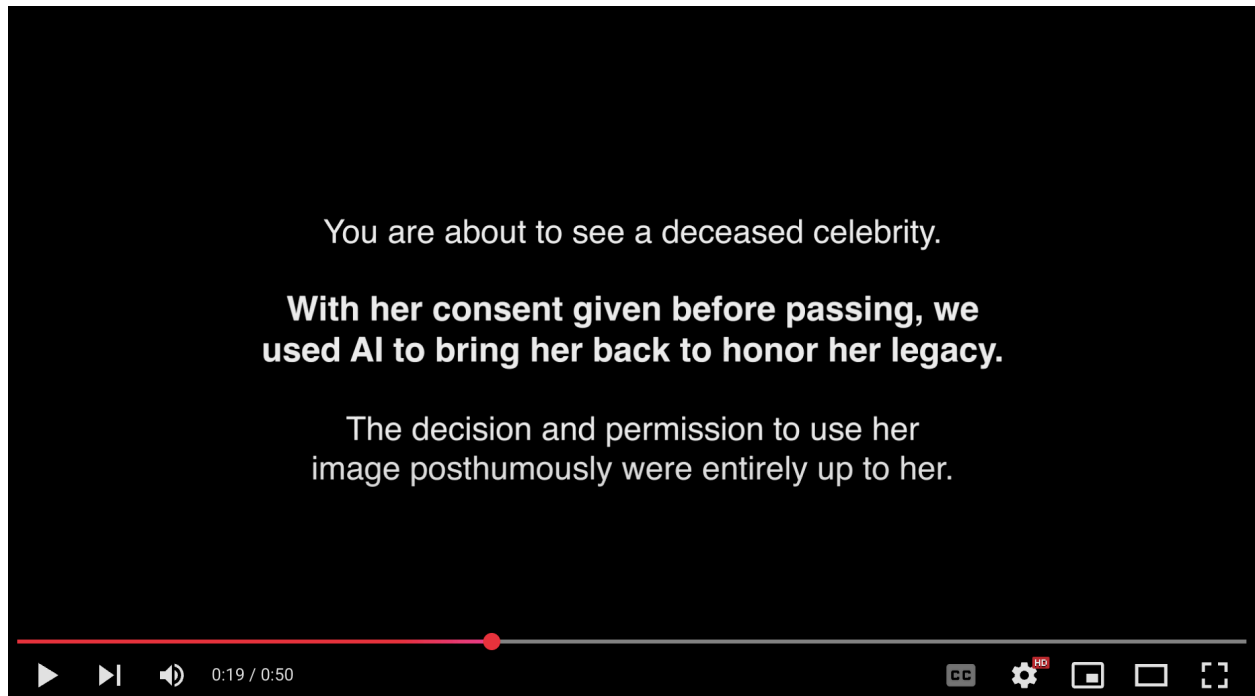 You are about to see a deceased celebrity.
With her consent given before passing, we
used AI to bring her back to honor her legacy.
The decision and permission to use her
image posthumously were entirely up to her.
0:19 / 0:50
CC
HD